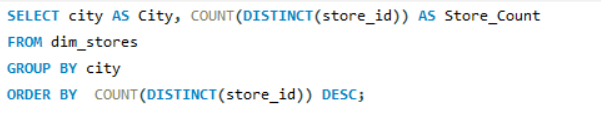 SELECT city AS City, COUNT(DISTINCT(store_id)) AS Store_Count
FROM dim_stores
GROUP BY city
ORDER BY  COUNT(DISTINCT(store_id)) DESC;